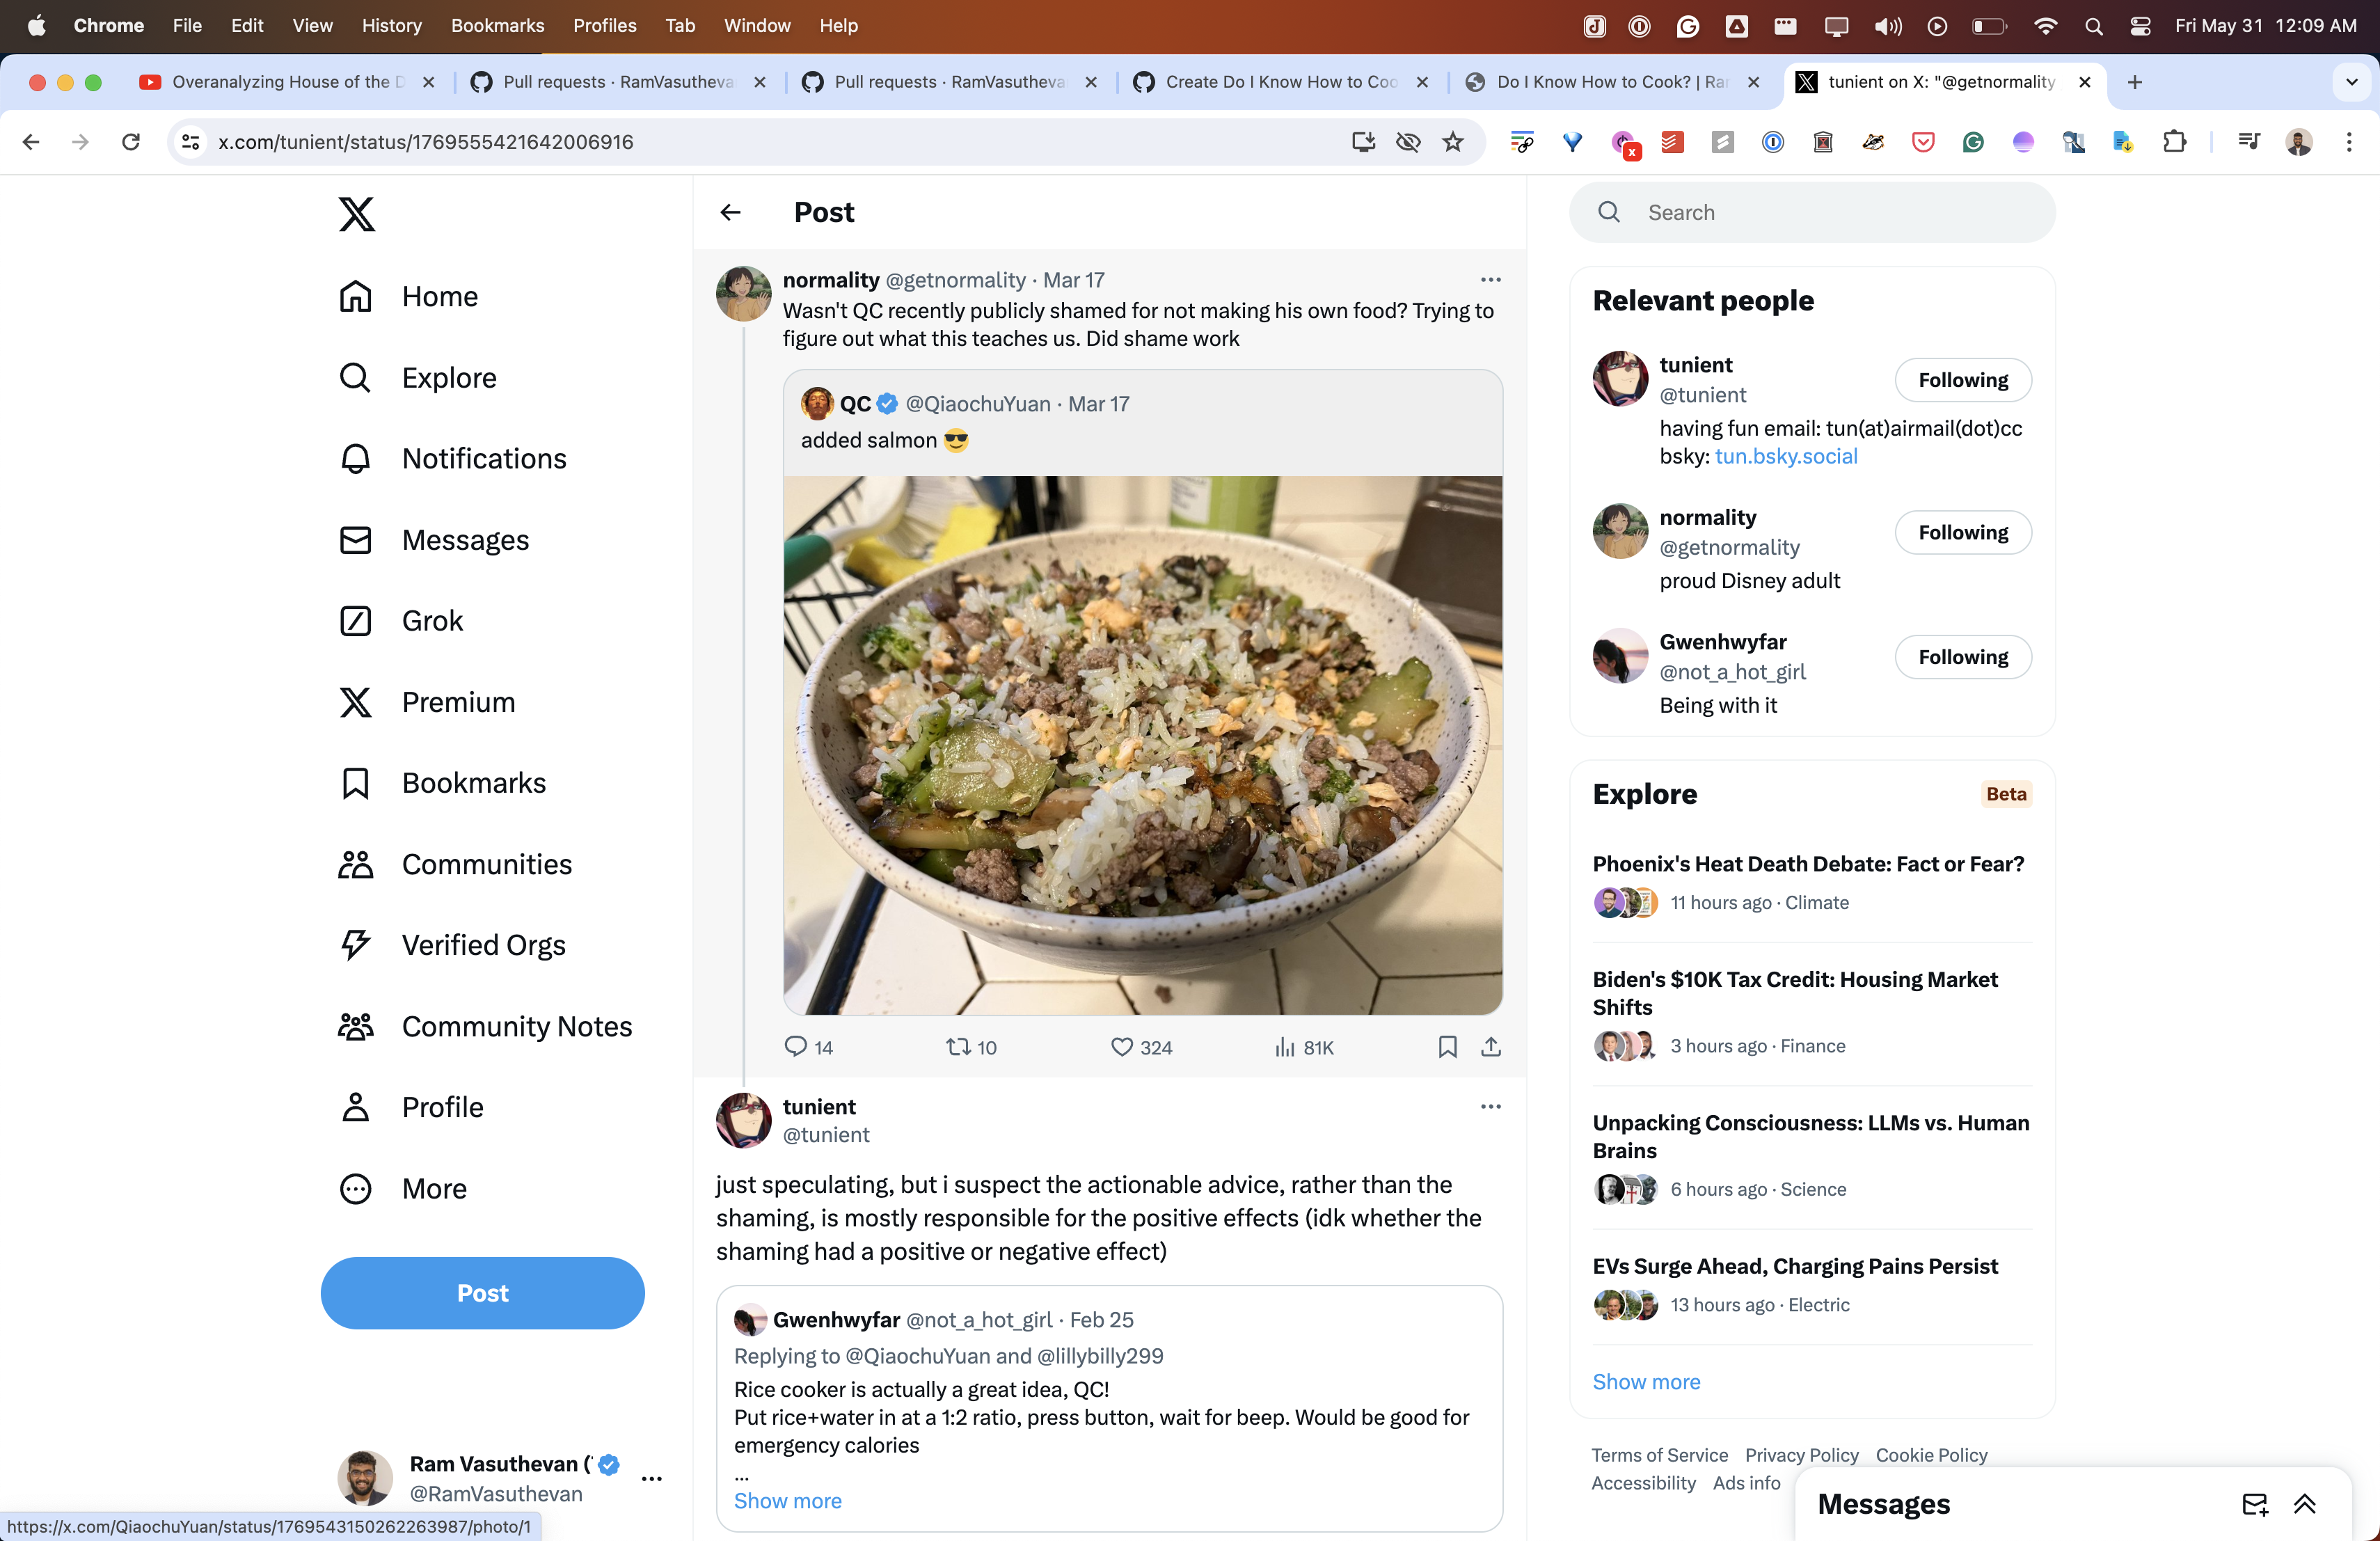 Chrome File Edit View History Bookmarks Profiles Tab Window Help Fri May 31 12:09 AM
Overanalyzing House of the D Pull requests · RamVasutheva Pull requests · RamVasutheva Create Do I Know How to Coo Do I Know How to Cook? | Ra tunient on X: "@getnormality
x.com/tunient/status/1769555421642006916
Home
Explore
Notifications
Messages
Grok
Premium
Bookmarks
Communities
Verified Orgs
Community Notes
Profile
More
Post
Ram Vasuthevan ('
@RamVasuthevan
https://x.com/QiaochuYuan/status/1769543150262263987/photo/1
Post
normality @getnormality · Mar 17
Wasn't QC recently publicly shamed for not making his own food? Trying to
figure out what this teaches us. Did shame work
QC @QiaochuYuan · Mar 17
added salmon 😎
14 10 324 81K
tunient
@tunient
just speculating, but i suspect the actionable advice, rather than the
shaming, is mostly responsible for the positive effects (idk whether the
shaming had a positive or negative effect)
Gwenhwyfar @not_a_hot_girl · Feb 25
Replying to @QiaochuYuan and @lillybilly299
Rice cooker is actually a great idea, QC!
Put rice+water in at a 1:2 ratio, press button, wait for beep. Would be good for
emergency calories
...
Show more
Search
Relevant people
tunient
@tunient
Following
having fun email: tun(at)airmail(dot)cc
bsky: tun.bsky.social
normality
@getnormality
Following
proud Disney adult
Gwenhwyfar
@not_a_hot_girl
Following
Being with it
Explore Beta
Phoenix's Heat Death Debate: Fact or Fear?
11 hours ago · Climate
Biden's $10K Tax Credit: Housing Market
Shifts
3 hours ago · Finance
Unpacking Consciousness: LLMs vs. Human
Brains
6 hours ago · Science
EVs Surge Ahead, Charging Pains Persist
13 hours ago · Electric
Show more
Terms of Service Privacy Policy Cookie Policy
Accessibility Ads info
Messages